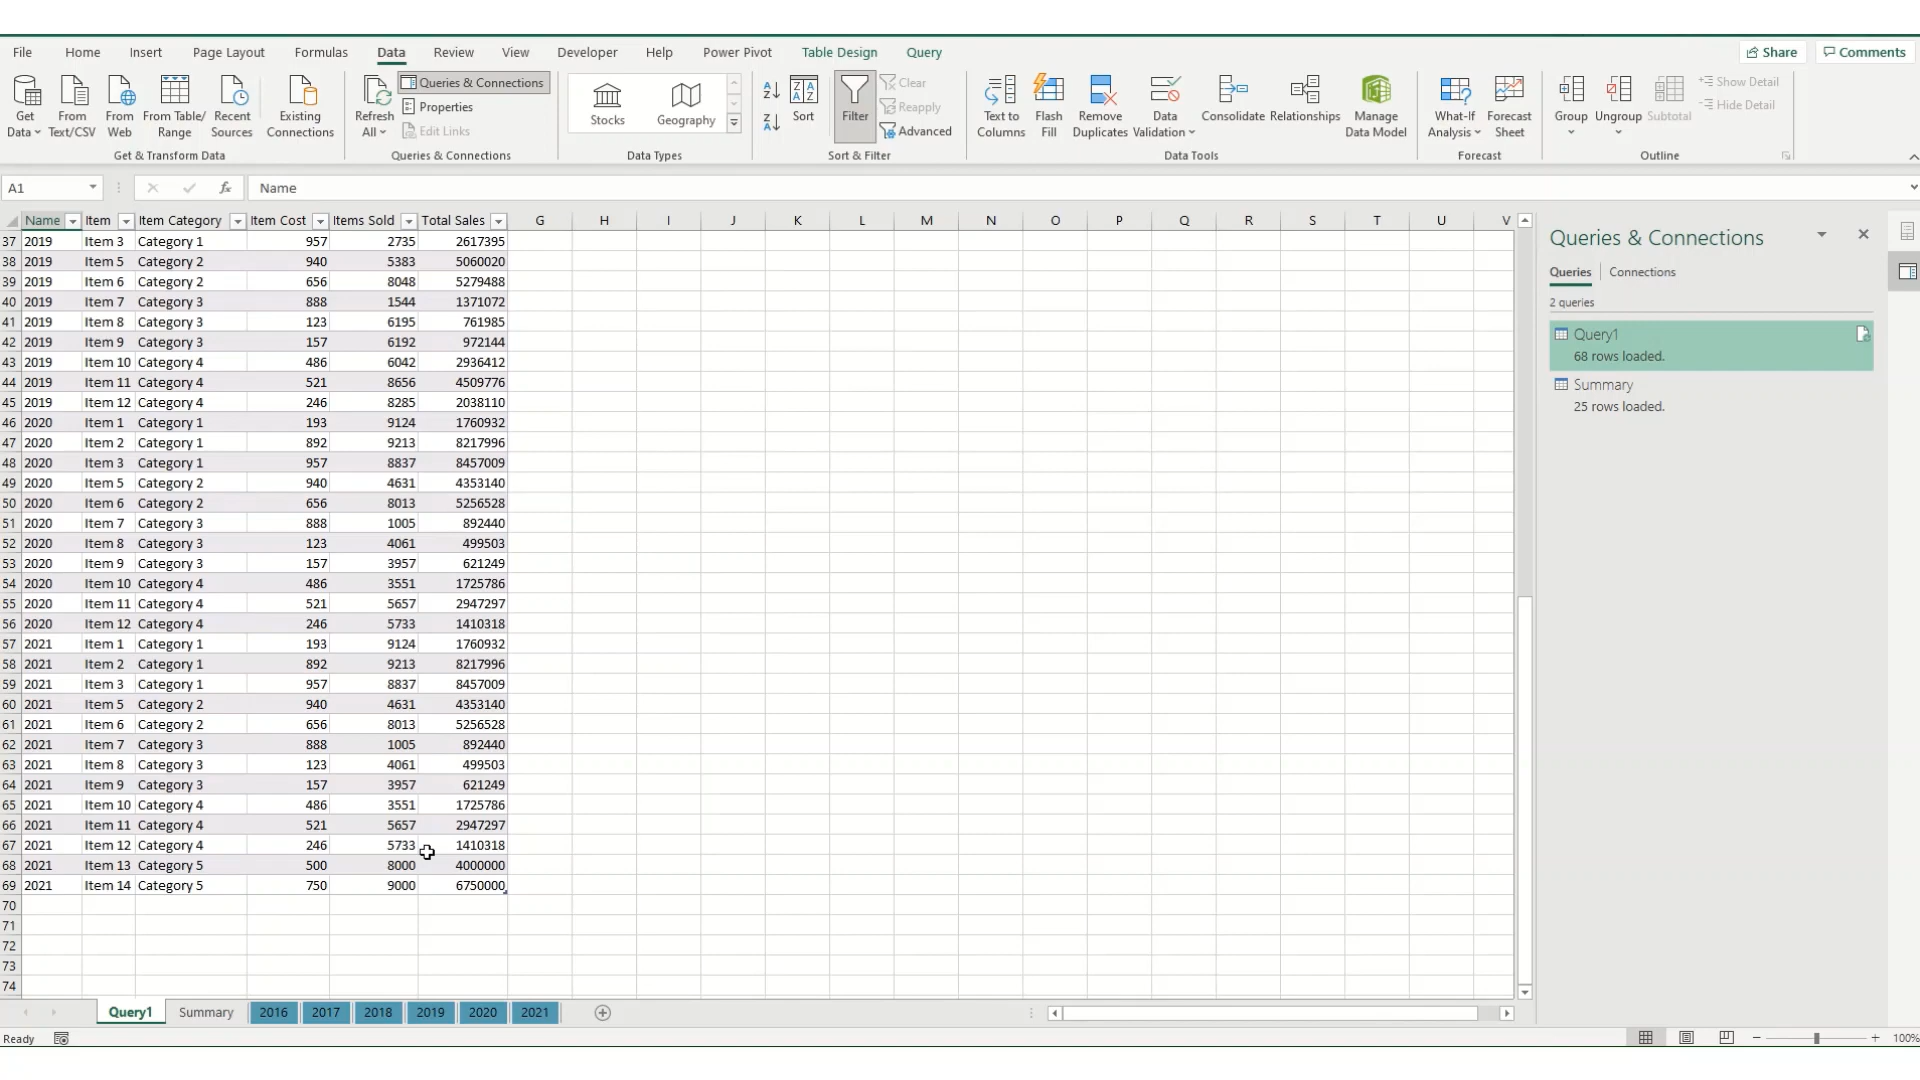 File Home Insert Page Layout Formulas Data Review View Developer Help Power Pivot Table Design Query Share Comments
Get Data From Text/CSV From Web From Table/ Range Recent Sources Existing Connections
Get & Transform Data
Refresh All Queries & Connections Properties Edit Links
Queries & Connections
Stocks Geography
Data Types
Sort Filter Clear Reapply Advanced
Sort & Filter
Text to Columns Flash Fill Remove Duplicates Data Validation Consolidate Relationships Manage Data Model
Data Tools
What-If Analysis Forecast Sheet
Forecast
Group Ungroup Subtotal Show Detail Hide Detail
Outline
A1 fx Name
Name Item Item Category Item Cost Items Sold Total Sales G H I J K L M N O P Q R S T U V
37 2019 Item 3 Category 1 957 2735 2617395
38 2019 Item 5 Category 2 940 5383 5060020
39 2019 Item 6 Category 2 656 8048 5279488
40 2019 Item 7 Category 3 888 1544 1371072
41 2019 Item 8 Category 3 123 6195 761985
42 2019 Item 9 Category 3 157 6192 972144
43 2019 Item 10 Category 4 486 6042 2936412
44 2019 Item 11 Category 4 521 8656 4509776
45 2019 Item 12 Category 4 246 8285 2038110
46 2020 Item 1 Category 1 193 9124 1760932
47 2020 Item 2 Category 1 892 9213 8217996
48 2020 Item 3 Category 1 957 8837 8457009
49 2020 Item 5 Category 2 940 4631 4353140
50 2020 Item 6 Category 2 656 8013 5256528
51 2020 Item 7 Category 3 888 1005 892440
52 2020 Item 8 Category 3 123 4061 499503
53 2020 Item 9 Category 3 157 3957 621249
54 2020 Item 10 Category 4 486 3551 1725786
55 2020 Item 11 Category 4 521 5657 2947297
56 2020 Item 12 Category 4 246 5733 1410318
57 2021 Item 1 Category 1 193 9124 1760932
58 2021 Item 2 Category 1 892 9213 8217996
59 2021 Item 3 Category 1 957 8837 8457009
60 2021 Item 5 Category 2 940 4631 4353140
61 2021 Item 6 Category 2 656 8013 5256528
62 2021 Item 7 Category 3 888 1005 892440
63 2021 Item 8 Category 3 123 4061 499503
64 2021 Item 9 Category 3 157 3957 621249
65 2021 Item 10 Category 4 486 3551 1725786
66 2021 Item 11 Category 4 521 5657 2947297
67 2021 Item 12 Category 4 246 5733 1410318
68 2021 Item 13 Category 5 500 8000 4000000
69 2021 Item 14 Category 5 750 9000 6750000
70
71
72
73
74
Queries & Connections
Queries Connections
2 queries
Query1
68 rows loaded.
Summary
25 rows loaded.
Query1 Summary 2016 2017 2018 2019 2020 2021
Ready 100%